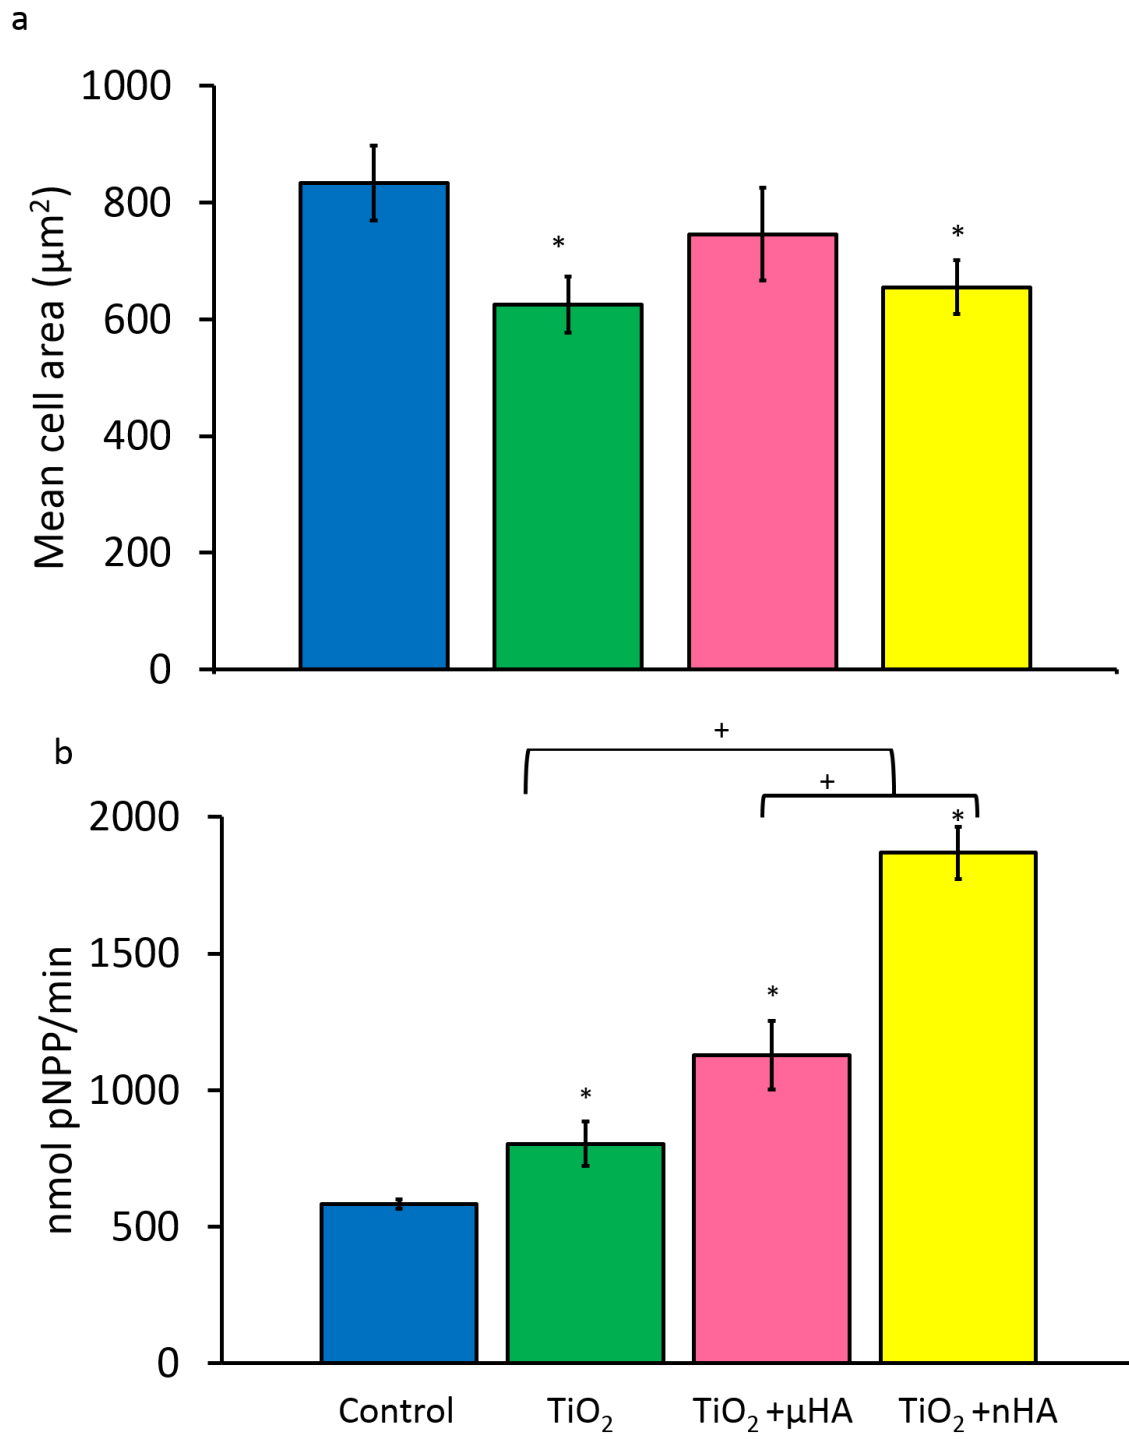 a
1000
800
600
400
200
0
Mean cell area (μm²)
*
*
b
+
+
2000
1500
1000
500
0
nmol pNPP/min
*
*
*
Control
TiO₂
TiO₂ +μHA
TiO₂ +nHA